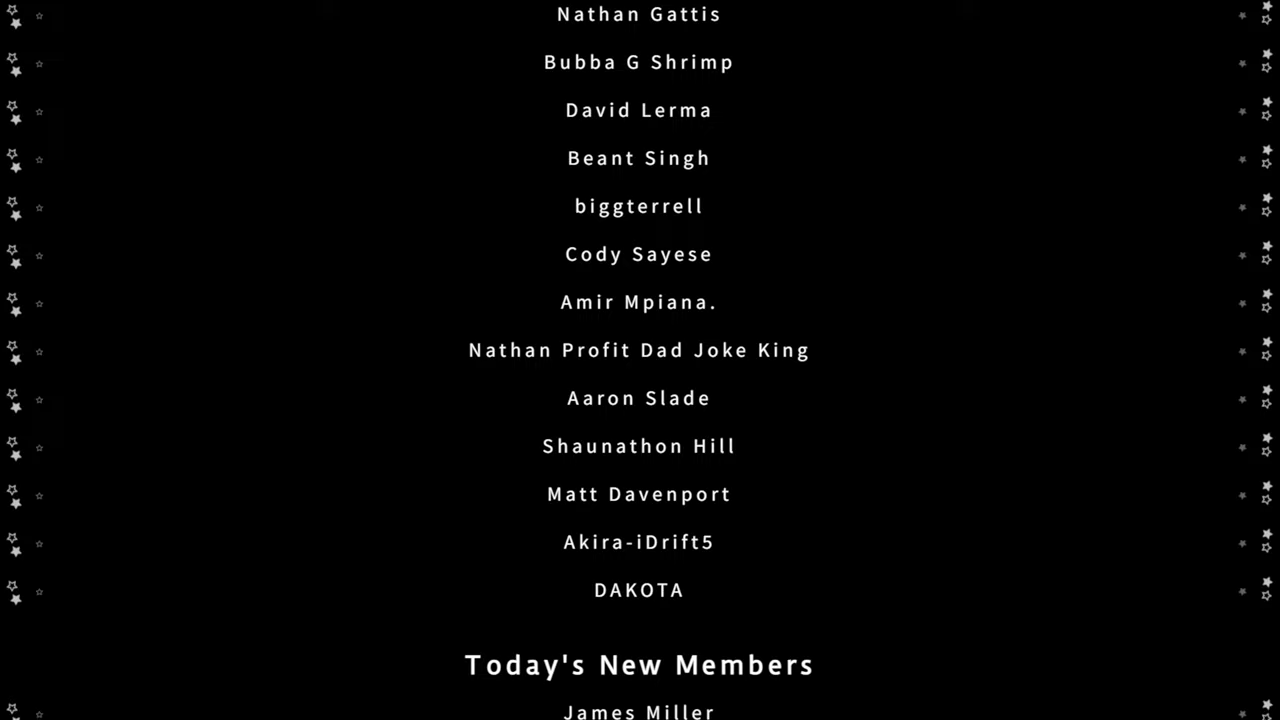 Nathan Gattis
Bubba G Shrimp
David Lerma
Beant Singh
biggterrell
Cody Sayese
Amir Mpiana.
Nathan Profit Dad Joke King
Aaron Slade
Shaunathon Hill
Matt Davenport
Akira-iDrift5
DAKOTA
Today's New Members
James Miller